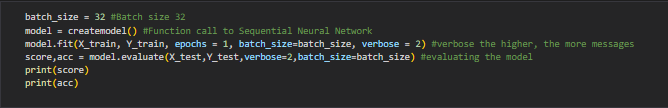 batch_size = 32 #Batch size 32
model = createmodel() #Function call to Sequential Neural Network
model.fit(X_train, Y_train, epochs = 1, batch_size=batch_size, verbose = 2) #verbose the higher, the more messages
score,acc = model.evaluate(X_test,Y_test,verbose=2,batch_size=batch_size) #evaluating the model
print(score)
print(acc)